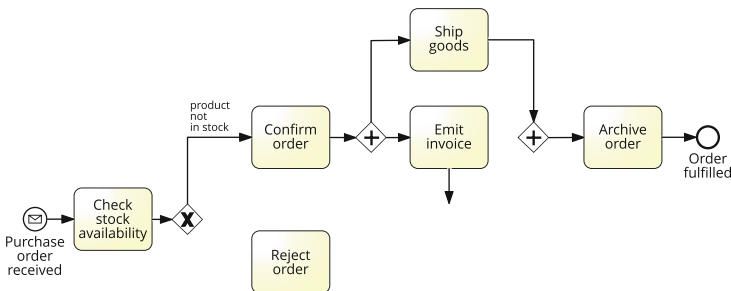 Ship
goods
product
not
in stock
Confirm
order
Emit
invoice
Archive
order
Order
fulfilled
Check
stock
availability
Purchase
order
received
Reject
order